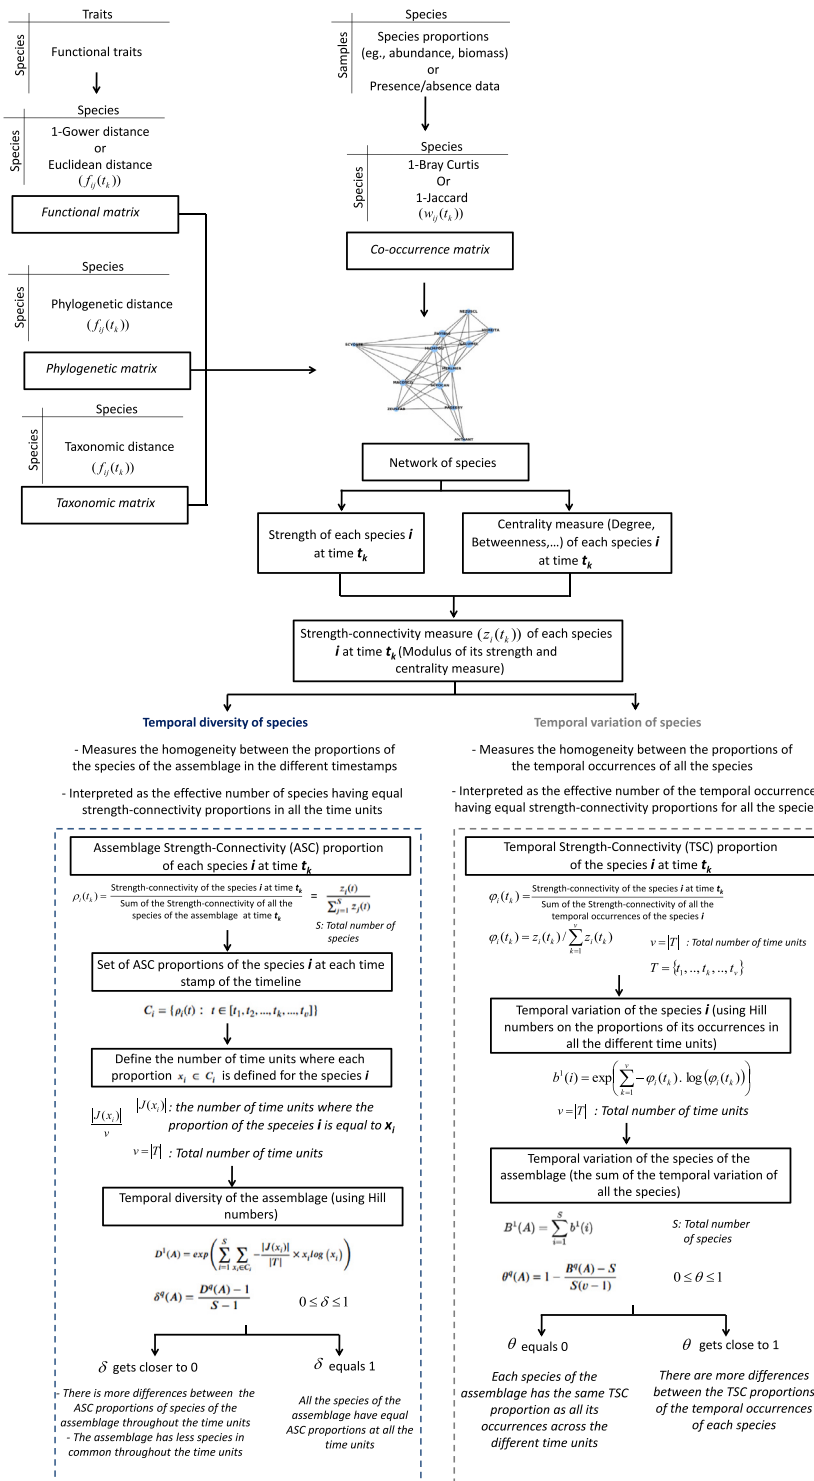 Traits
Species
Functional traits
Species
Species
1-Gower distance
or
Euclidean distance
(f_ij(t_k))
Functional matrix
Species
Species
Phylogenetic distance
(f_ij(t_k))
Phylogenetic matrix
Species
Species
Taxonomic distance
(f_ij(t_k))
Taxonomic matrix
Species
Samples
Species proportions
(eg., abundance, biomass)
or
Presence/absence data
Species
Species
1-Bray Curtis
Or
1-Jaccard
(w_ij(t_k))
Co-occurrence matrix
Network of species
Strength of each species i
at time t_k
Centrality measure (Degree,
Betweenness,...) of each species i
at time t_k
Strength-connectivity measure (z_i(t_k)) of each species
i at time t_k (Modulus of its strength and
centrality measure)
Temporal diversity of species
- Measures the homogeneity between the proportions of
the species of the assemblage in the different timestamps
- Interpreted as the effective number of species having equal
strength-connectivity proportions in all the time units
Assemblage Strength-Connectivity (ASC) proportion
of each species i at time t_k
ρ_i(t_k) = Strength-connectivity of the species i at time t_k / Sum of the Strength-connectivity of all the species of the assemblage at time t_k = z_i(t) / ∑_{j=1}^{S} z_j(t)
S: Total number of
species
Set of ASC proportions of the species i at each time
stamp of the timeline
C_i = {ρ_i(t) : t ∈ [t_1, t_2, ..., t_k, ..., t_v]}
Define the number of time units where each
proportion x_i ∈ C_i is defined for the species i
|J(x_i)| / v
|J(x_i)| : the number of time units where the
proportion of the speceies i is equal to x_i
v = |T| : Total number of time units
Temporal diversity of the assemblage (using Hill
numbers)
D^1(A) = exp(∑_{i=1}^{S} ∑_{x_i∈C_i} − |J(x_i)| / |T| × x_i log (x_i))
δ^q(A) = D^q(A) − 1 / S − 1
0 ≤ δ ≤ 1
δ gets closer to 0
- There is more differences between the
ASC proportions of species of the
assemblage throughout the time units
- The assemblage has less species in
common throughout the time units
δ equals 1
All the species of the
assemblage have equal
ASC proportions at all the
time units
Temporal variation of species
- Measures the homogeneity between the proportions of
the temporal occurrences of all the species
- Interpreted as the effective number of the temporal occurrence
having equal strength-connectivity proportions for all the specie
Temporal Strength-Connectivity (TSC) proportion
of the species i at time t_k
φ_i(t_k) = Strength-connectivity of the species i at time t_k / Sum of the Strength-connectivity of all the temporal occurrences of the species i
φ_i(t_k) = z_i(t_k) / ∑_{k=1}^{v} z_i(t_k)
v = |T| : Total number of time units
T = {t_1,..,t_k,..,t_v}
Temporal variation of the species i (using Hill
numbers on the proportions of its occurrences in
all the different time units)
b^1(i) = exp(∑_{k=1}^{v} − φ_i(t_k). log(φ_i(t_k)))
v = |T| : Total number of time units
Temporal variation of the species of the
assemblage (the sum of the temporal variation of
all the species)
B^1(A) = ∑_{i=1}^{S} b^1(i)
S: Total number
of species
θ^q(A) = 1 − B^q(A) − S / S(v − 1)
0 ≤ θ ≤ 1
θ equals 0
Each species of the
assemblage has the same TSC
proportion as all its
occurrences across the
different time units
θ gets close to 1
There are more differences
between the TSC proportions
of the temporal occurrences
of each species